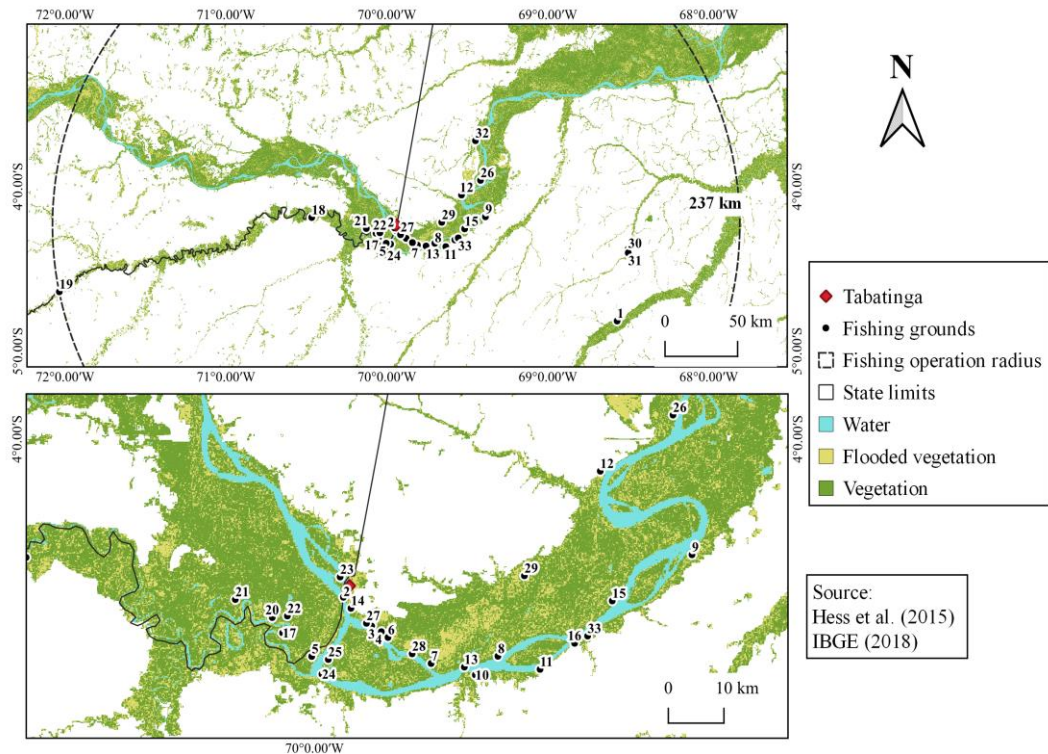 72°0.00'W 71°0.00'W 70°0.00'W 69°0.00'W 68°0.00'W
N
4°0.00'S 4°0.00'S
32
26
12
237 km
9
29
15
18
21
22
2
27
8
33
17
5
24
7
13
11
30
31
19
1
0 50 km
5°0.00'S 5°0.00'S
72°0.00'W 71°0.00'W 70°0.00'W 69°0.00'W 68°0.00'W
Tabatinga
Fishing grounds
Fishing operation radius
State limits
Water
Flooded vegetation
Vegetation
4°0.00'S 4°0.00'S
26
12
9
23
29
2
14
21
20
22
17
27
3
4
6
15
33
16
5
25
28
7
13
8
24
10
11
0 10 km
70°0.00'W
Source:
Hess et al. (2015)
IBGE (2018)